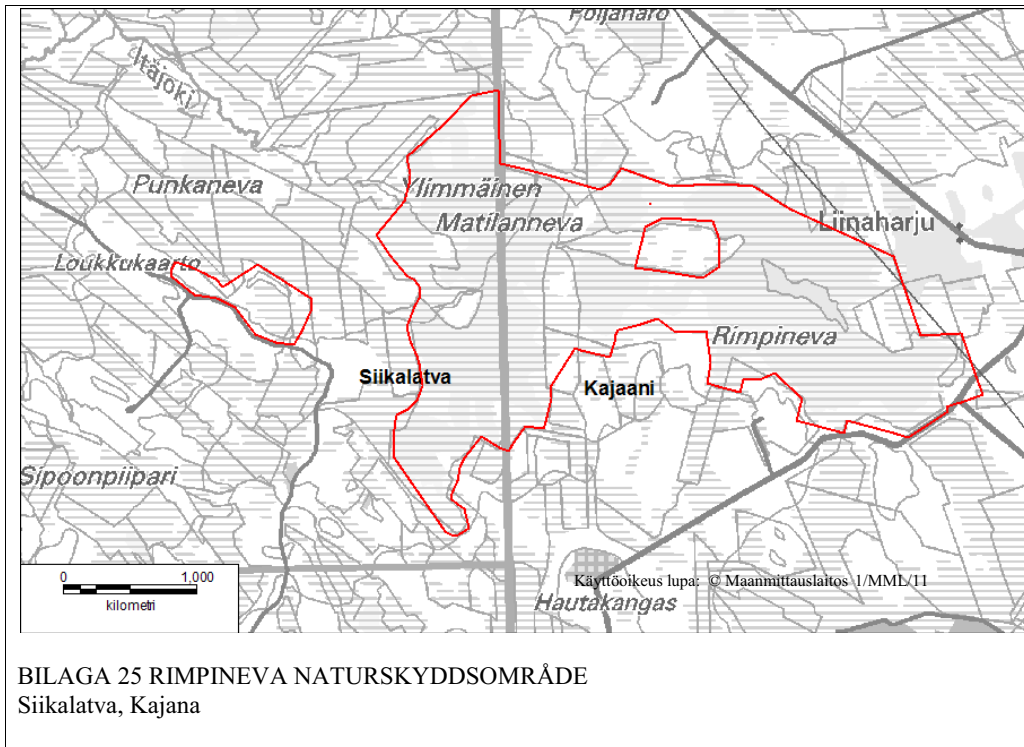 Poljanaro
Itäjoki
Punkaneva
Ylimmäinen
Matilanneva
Liinaharju
Loukkukaarto
Rimpineva
Siikalatva
Kajaani
Sipoonpiipari
0 1,000
kilometri
Käyttöoikeus lupa: © Maanmittauslaitos 1/MML/11
Hautakangas
BILAGA 25 RIMPINEVA NATURSKYDDSOMRÅDE
Siikalatva, Kajana